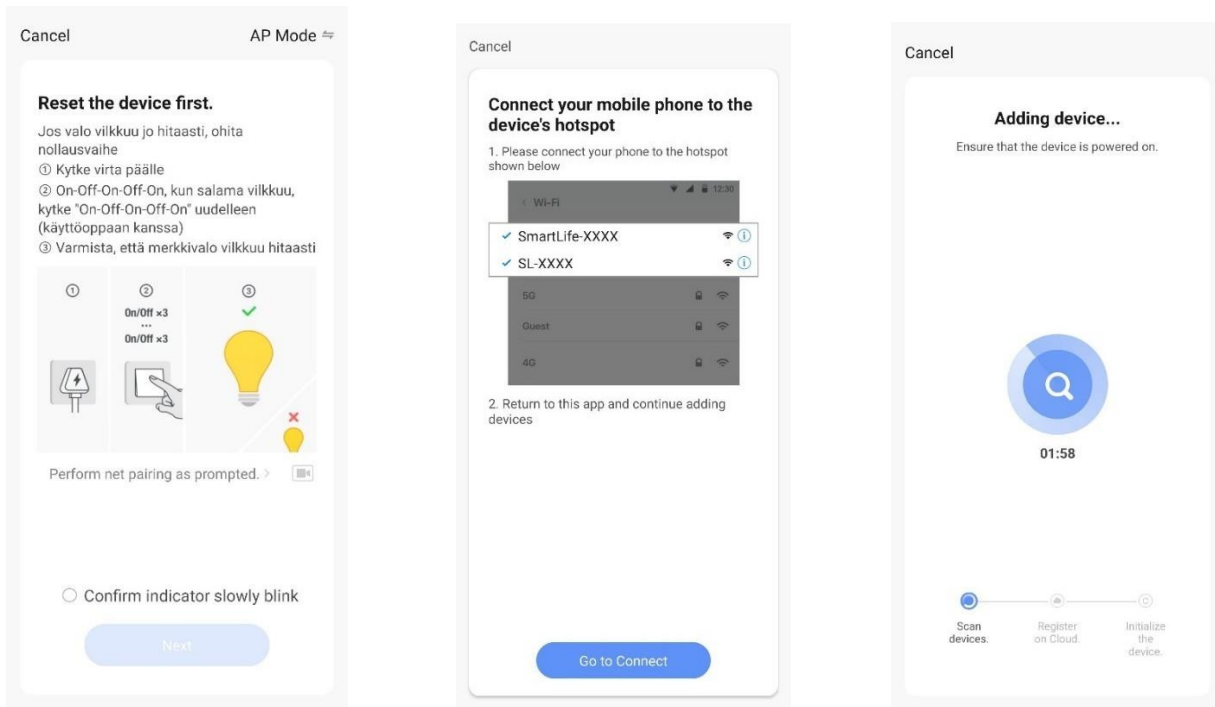 Cancel
AP Mode ⇋
Reset the device first.
Jos valo vilkkuu jo hitaasti, ohita
nollausvaihe
① Kytke virta päälle
② On-Off-On-Off-On, kun salama vilkkuu,
kytke "On-Off-On-Off-On" uudelleen
(käyttöoppaan kanssa)
③ Varmista, että merkkivalo vilkkuu hitaasti
①
②
③
On/Off ×3
...
On/Off ×3
Perform net pairing as prompted. >
Confirm indicator slowly blink
Next
Cancel
Connect your mobile phone to the
device's hotspot
1. Please connect your phone to the hotspot
shown below
12:30
< Wi-Fi
SmartLife-XXXX
SL-XXXX
5G
Guest
4G
2. Return to this app and continue adding
devices
Go to Connect
Cancel
Adding device...
Ensure that the device is powered on.
01:58
Scan
devices.
Register
on Cloud.
Initialize
the
device.